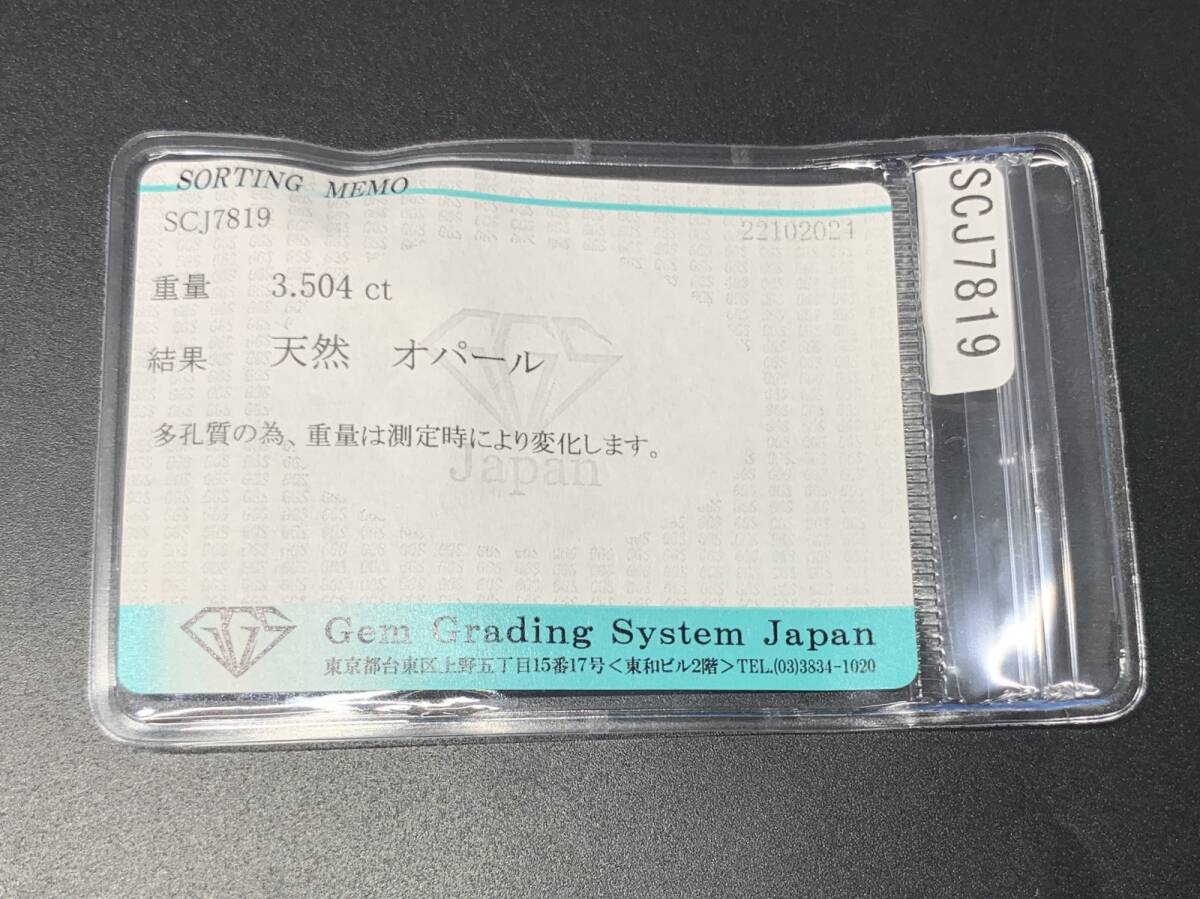 SORTING MEMO
SCJ7819 22102024
重量 3.504 ct
結果 天然 オパール
多孔質の為、重量は測定時により変化します。
Japan
Gem Grading System Japan
東京都台東区上野五丁目15番17号<東和ビル2階>TEL.(03)3834-1020
SCJ7819